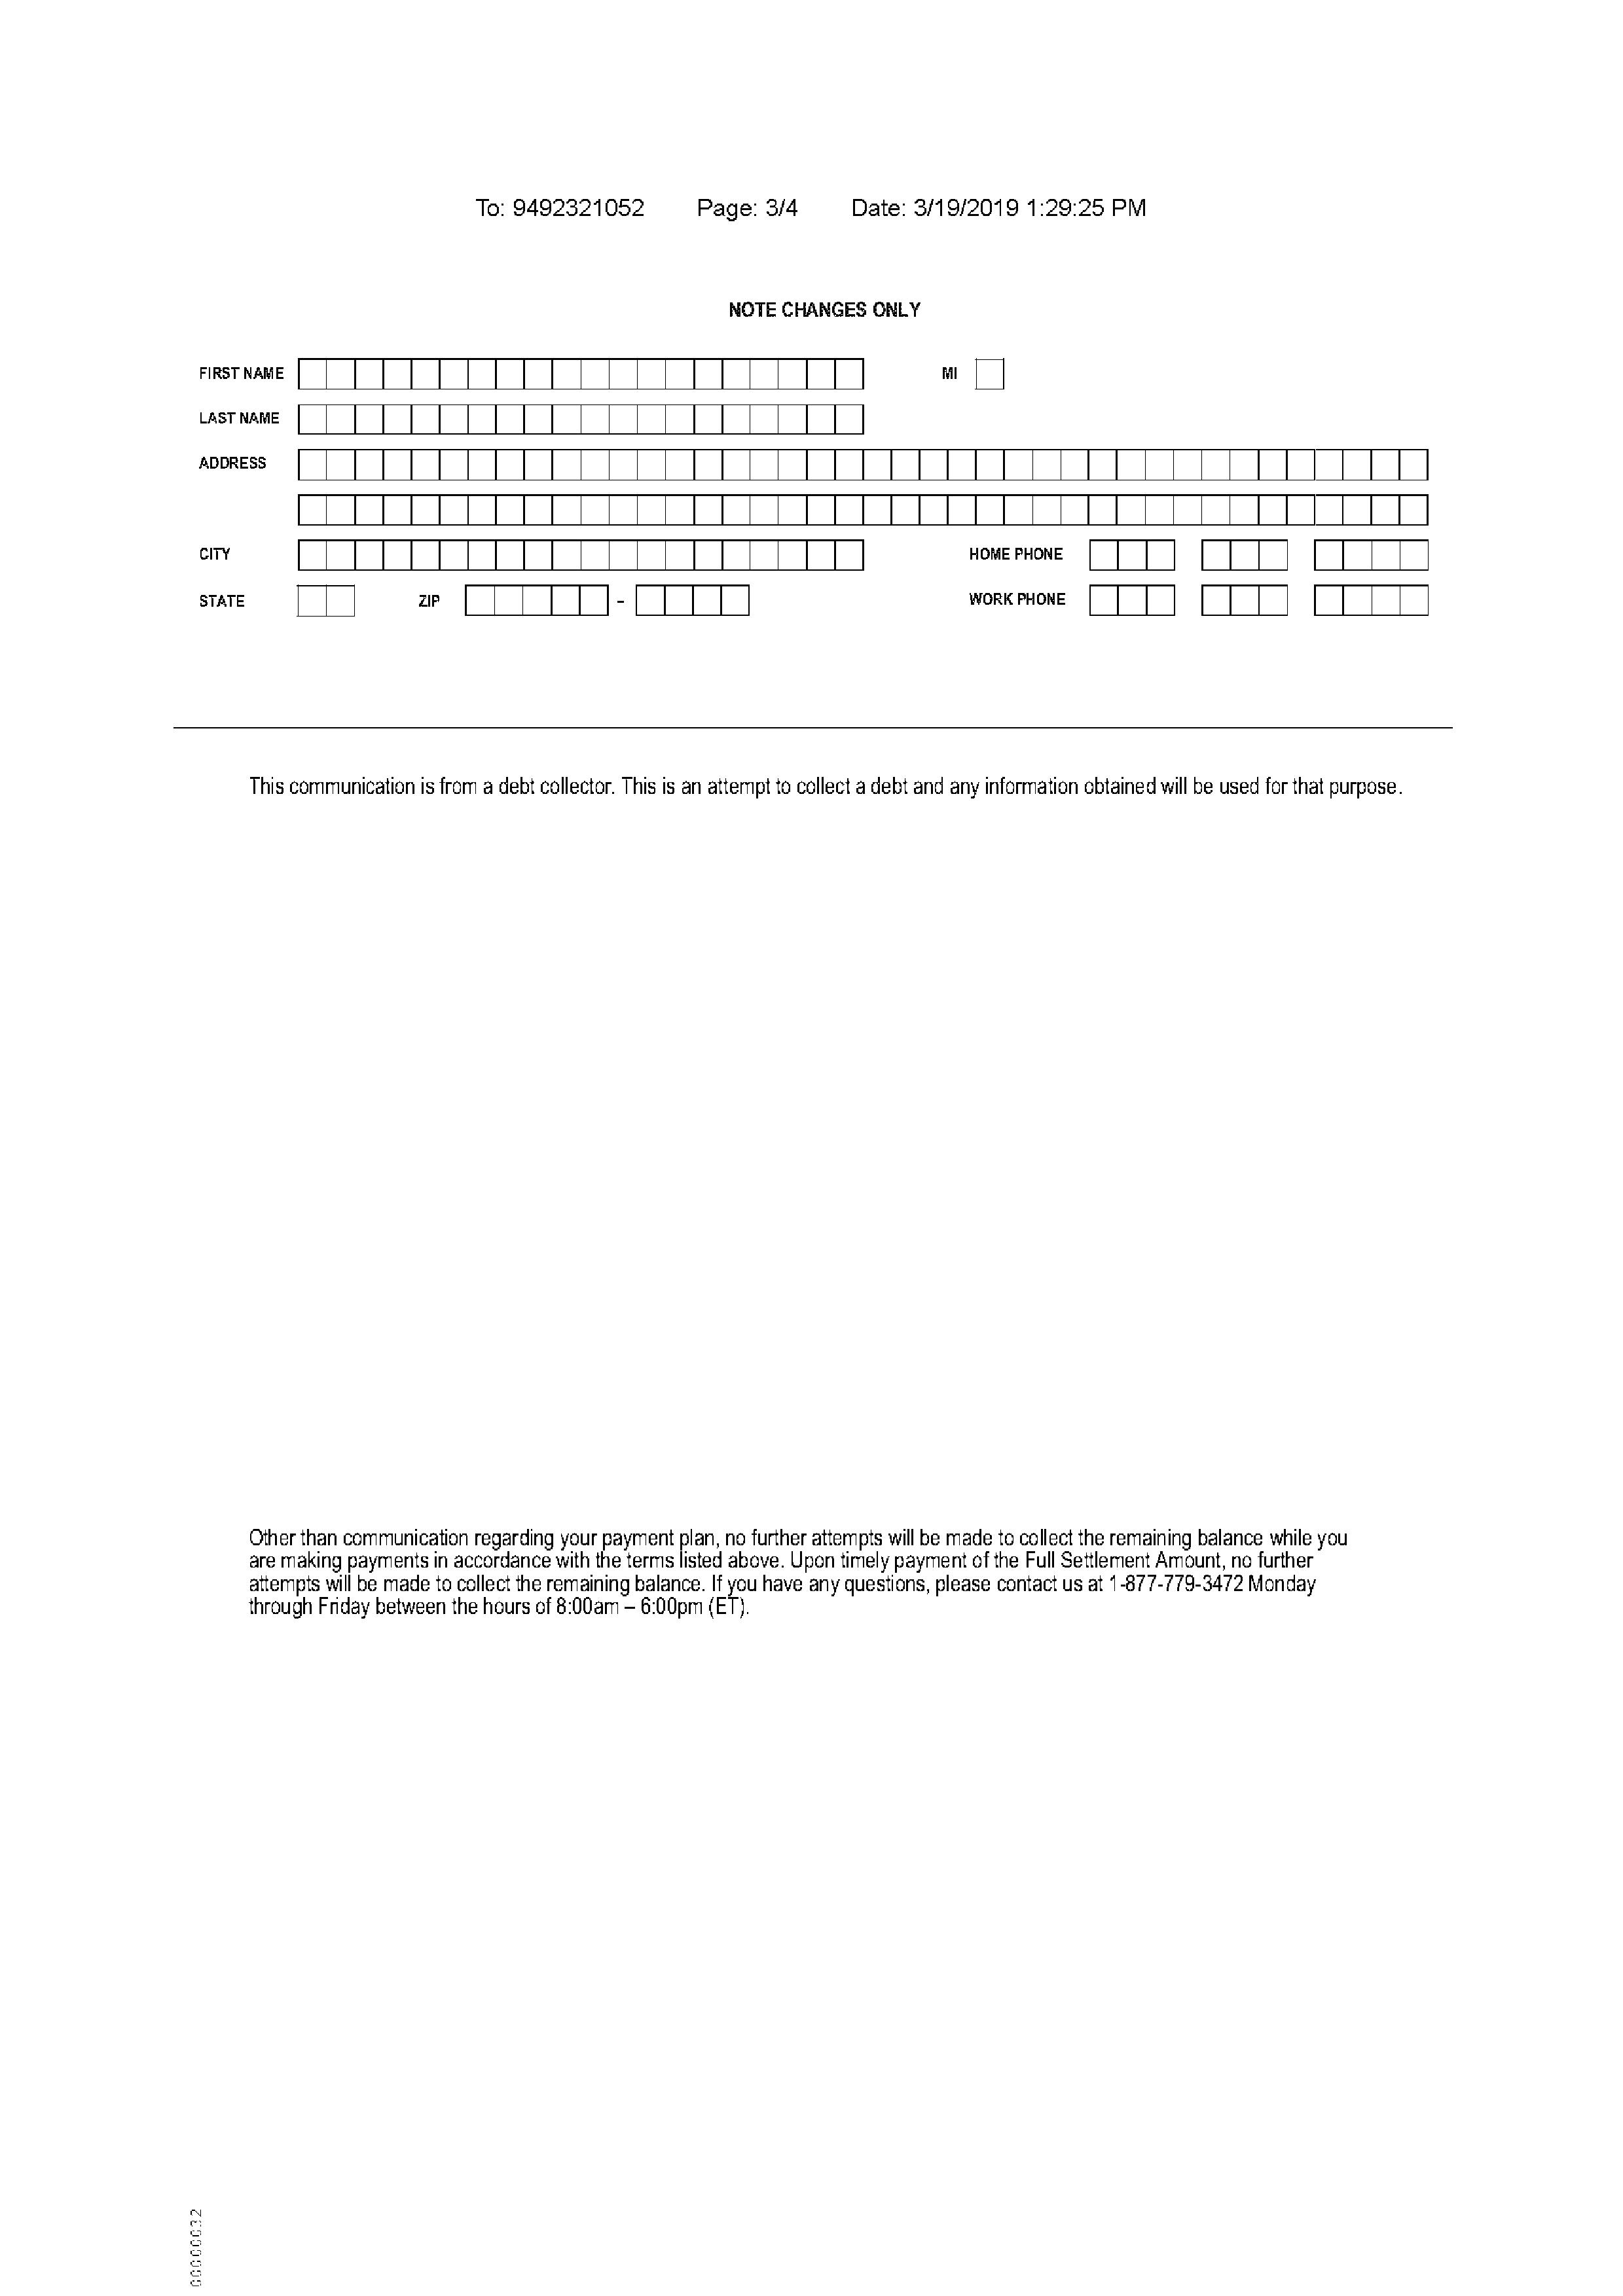 To: 9492321052 Page: 3/4 Date: 3/19/2019 1:29:25 PM
NOTE CHANGES ONLY
FIRST NAME MI
LAST NAME
ADDRESS
CITY HOME PHONE
STATE ZIP – WORK PHONE
This communication is from a debt collector. This is an attempt to collect a debt and any information obtained will be used for that purpose.
Other than communication regarding your payment plan, no further attempts will be made to collect the remaining balance while you
are making payments in accordance with the terms listed above. Upon timely payment of the Full Settlement Amount, no further
attempts will be made to collect the remaining balance. If you have any questions, please contact us at 1-877-779-3472 Monday
through Friday between the hours of 8:00am – 6:00pm (ET).
00000032